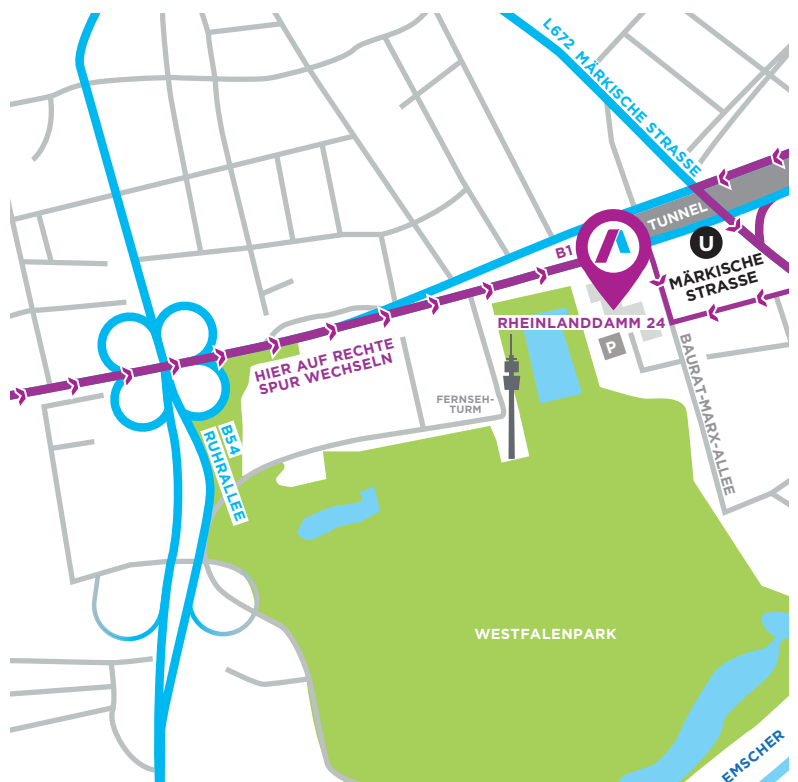 L672 MÄRKISCHE STRASSE
TUNNEL
B1
U
MÄRKISCHE
STRASSE
RHEINLANDDAMM 24
P
HIER AUF RECHTE
SPUR WECHSELN
FERNSEH-
TURM
BAURAT-MARX-ALLEE
B54
RUHRALLEE
WESTFALENPARK
EMSCHER